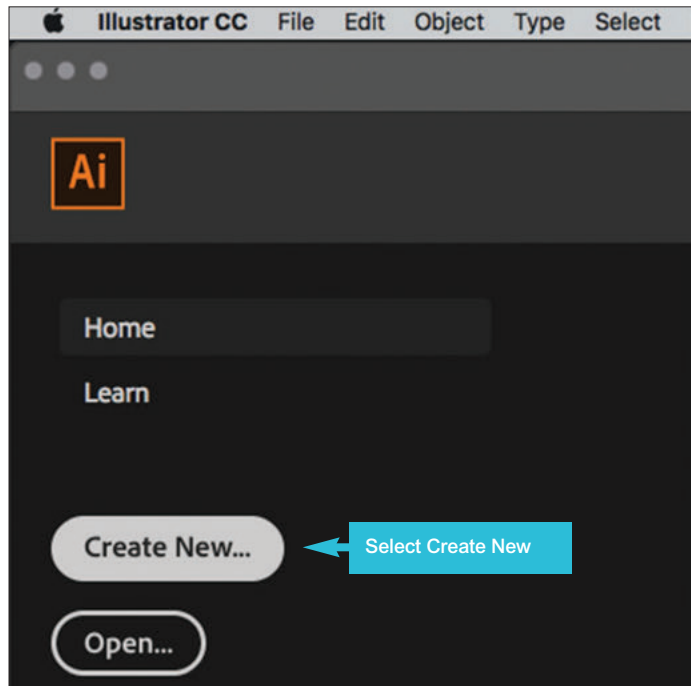 Illustrator CC File Edit Object Type Select
Ai
Home
Learn
Create New...
Select Create New
Open...